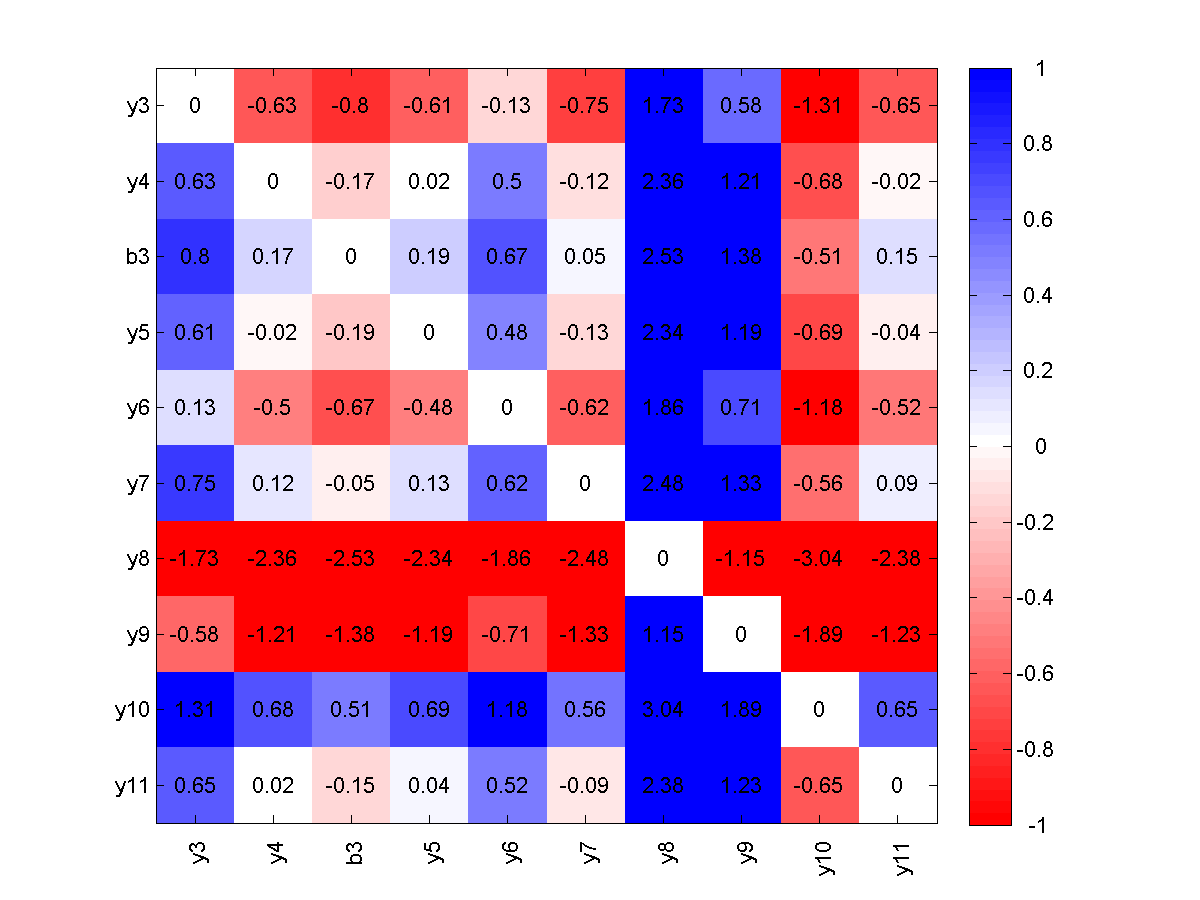 1
y3 0 -0.63 -0.8 -0.61 -0.13 -0.75 1.73 0.58 -1.31 -0.65
0.8
y4 0.63 0 -0.17 0.02 0.5 -0.12 2.36 1.21 -0.68 -0.02
0.6
b3 0.8 0.17 0 0.19 0.67 0.05 2.53 1.38 -0.51 0.15
0.4
y5 0.61 -0.02 -0.19 0 0.48 -0.13 2.34 1.19 -0.69 -0.04
0.2
y6 0.13 -0.5 -0.67 -0.48 0 -0.62 1.86 0.71 -1.18 -0.52
0
y7 0.75 0.12 -0.05 0.13 0.62 0 2.48 1.33 -0.56 0.09
-0.2
y8 -1.73 -2.36 -2.53 -2.34 -1.86 -2.48 0 -1.15 -3.04 -2.38
-0.4
y9 -0.58 -1.21 -1.38 -1.19 -0.71 -1.33 1.15 0 -1.89 -1.23
-0.6
y10 1.31 0.68 0.51 0.69 1.18 0.56 3.04 1.89 0 0.65
-0.8
y11 0.65 0.02 -0.15 0.04 0.52 -0.09 2.38 1.23 -0.65 0
-1
y3 y4 b3 y5 y6 y7 y8 y9 y10 y11